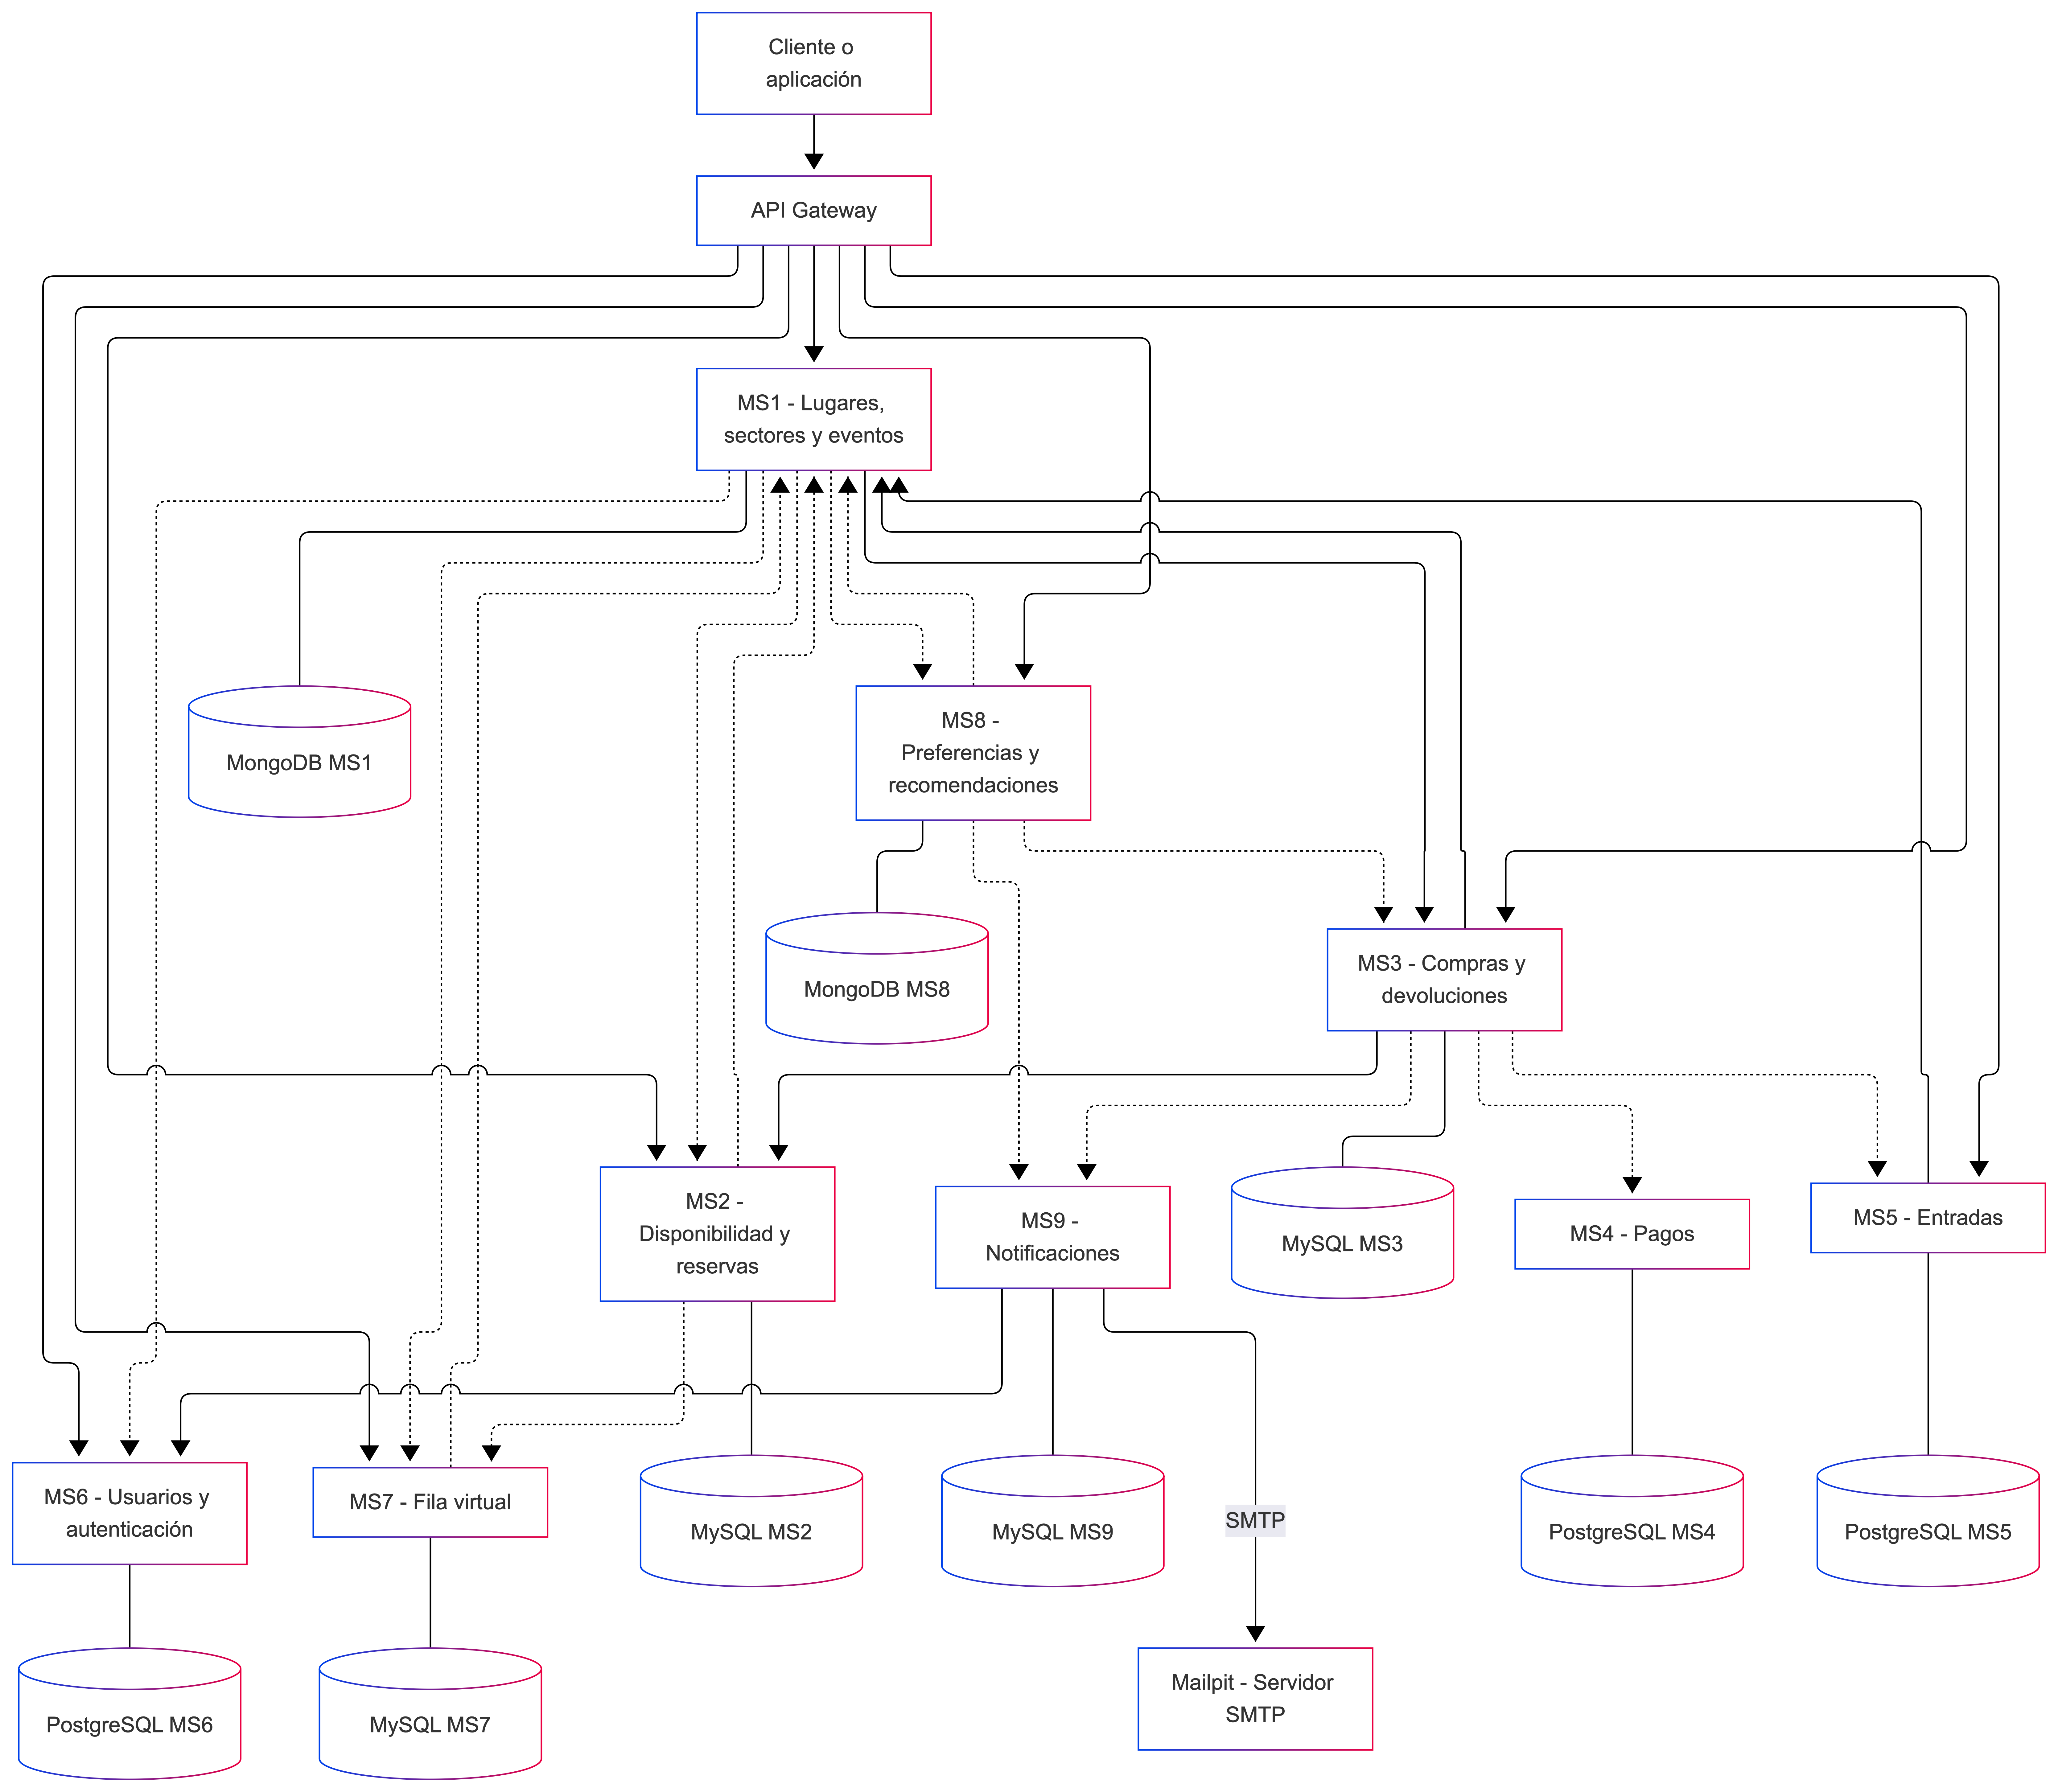 Cliente o
aplicación
API Gateway
MS1 - Lugares,
sectores y eventos
MongoDB MS1
MS8 -
Preferencias y
recomendaciones
MongoDB MS8
MS3 - Compras y
devoluciones
MS2 -
Disponibilidad y
reservas
MS9 -
Notificaciones
MySQL MS3
MS4 - Pagos
MS5 - Entradas
MS6 - Usuarios y
autenticación
MS7 - Fila virtual
MySQL MS2
MySQL MS9
SMTP
PostgreSQL MS4
PostgreSQL MS5
PostgreSQL MS6
MySQL MS7
Mailpit - Servidor
SMTP